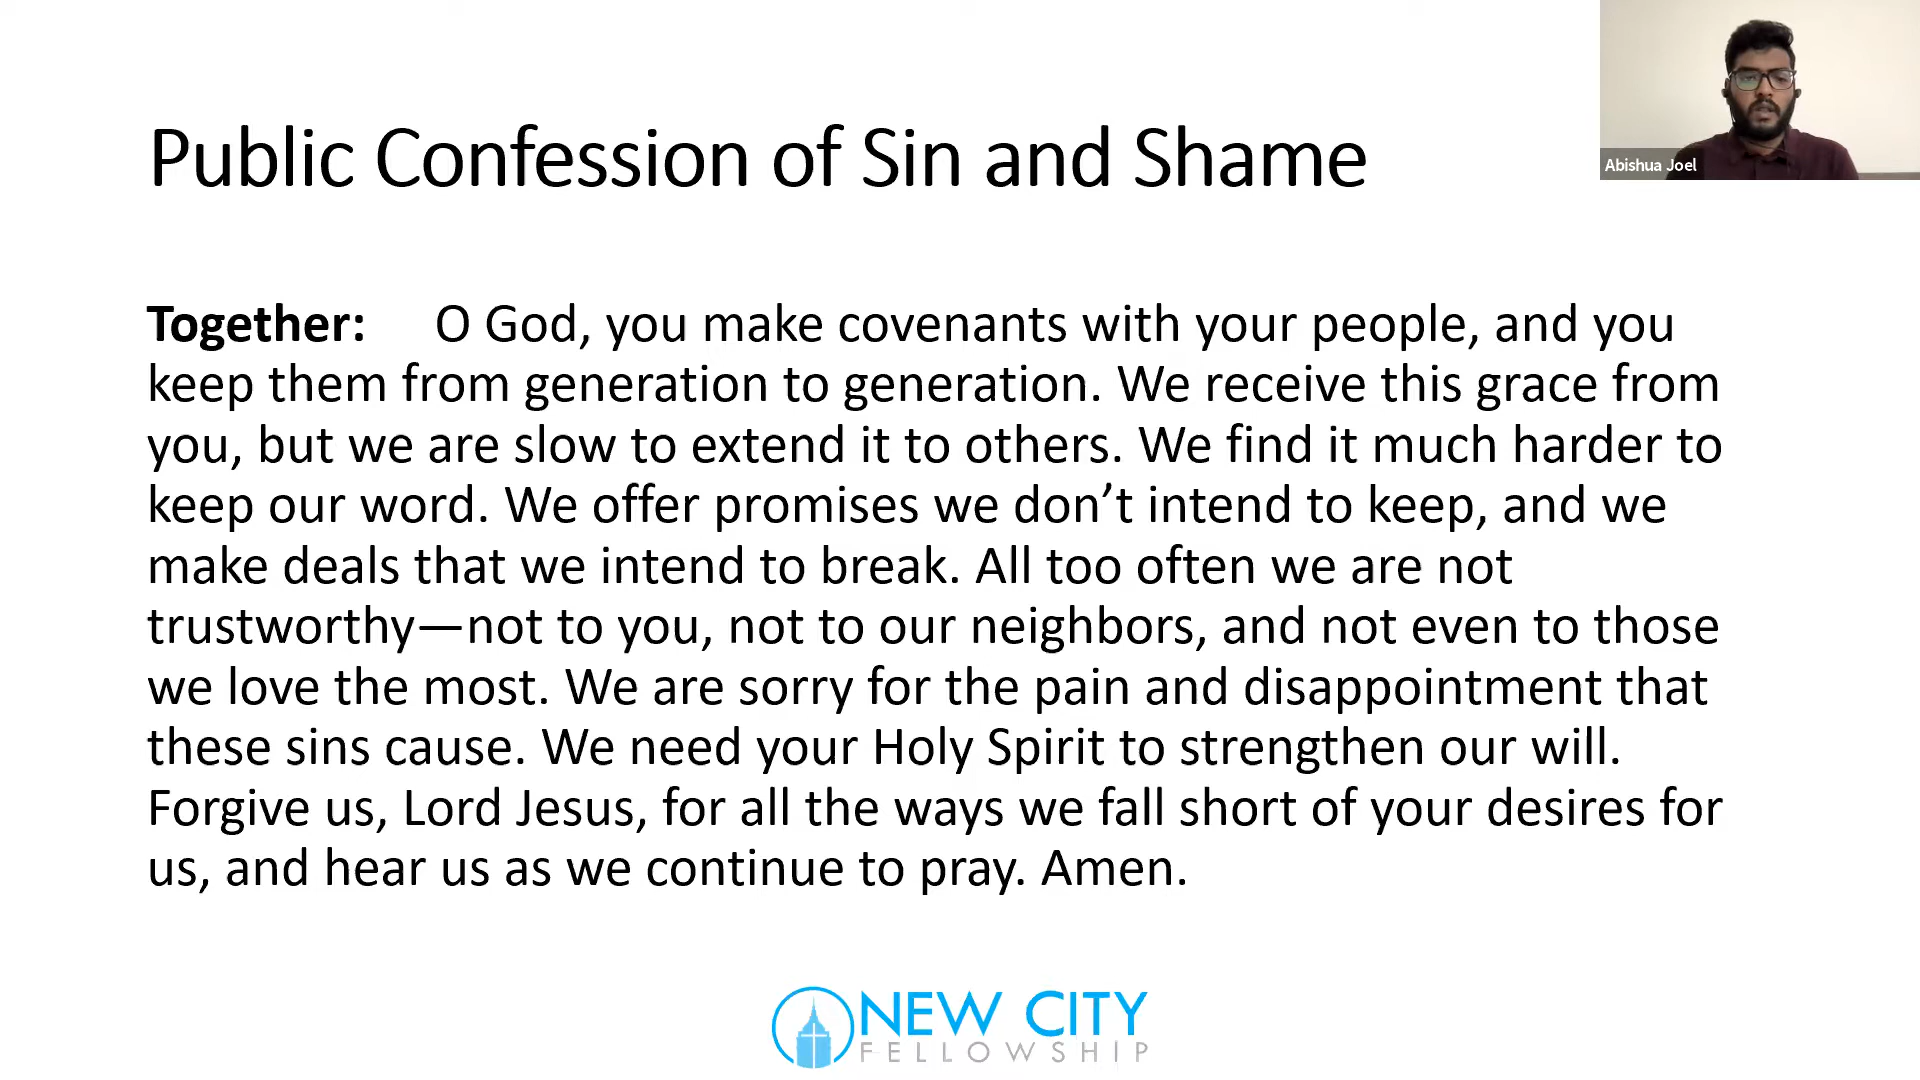 Public Confession of Sin and Shame
Abishua Joel
Together: O God, you make covenants with your people, and you
keep them from generation to generation. We receive this grace from
you, but we are slow to extend it to others. We find it much harder to
keep our word. We offer promises we don’t intend to keep, and we
make deals that we intend to break. All too often we are not
trustworthy—not to you, not to our neighbors, and not even to those
we love the most. We are sorry for the pain and disappointment that
these sins cause. We need your Holy Spirit to strengthen our will.
Forgive us, Lord Jesus, for all the ways we fall short of your desires for
us, and hear us as we continue to pray. Amen.
NEW CITY
FELLOWSHIP